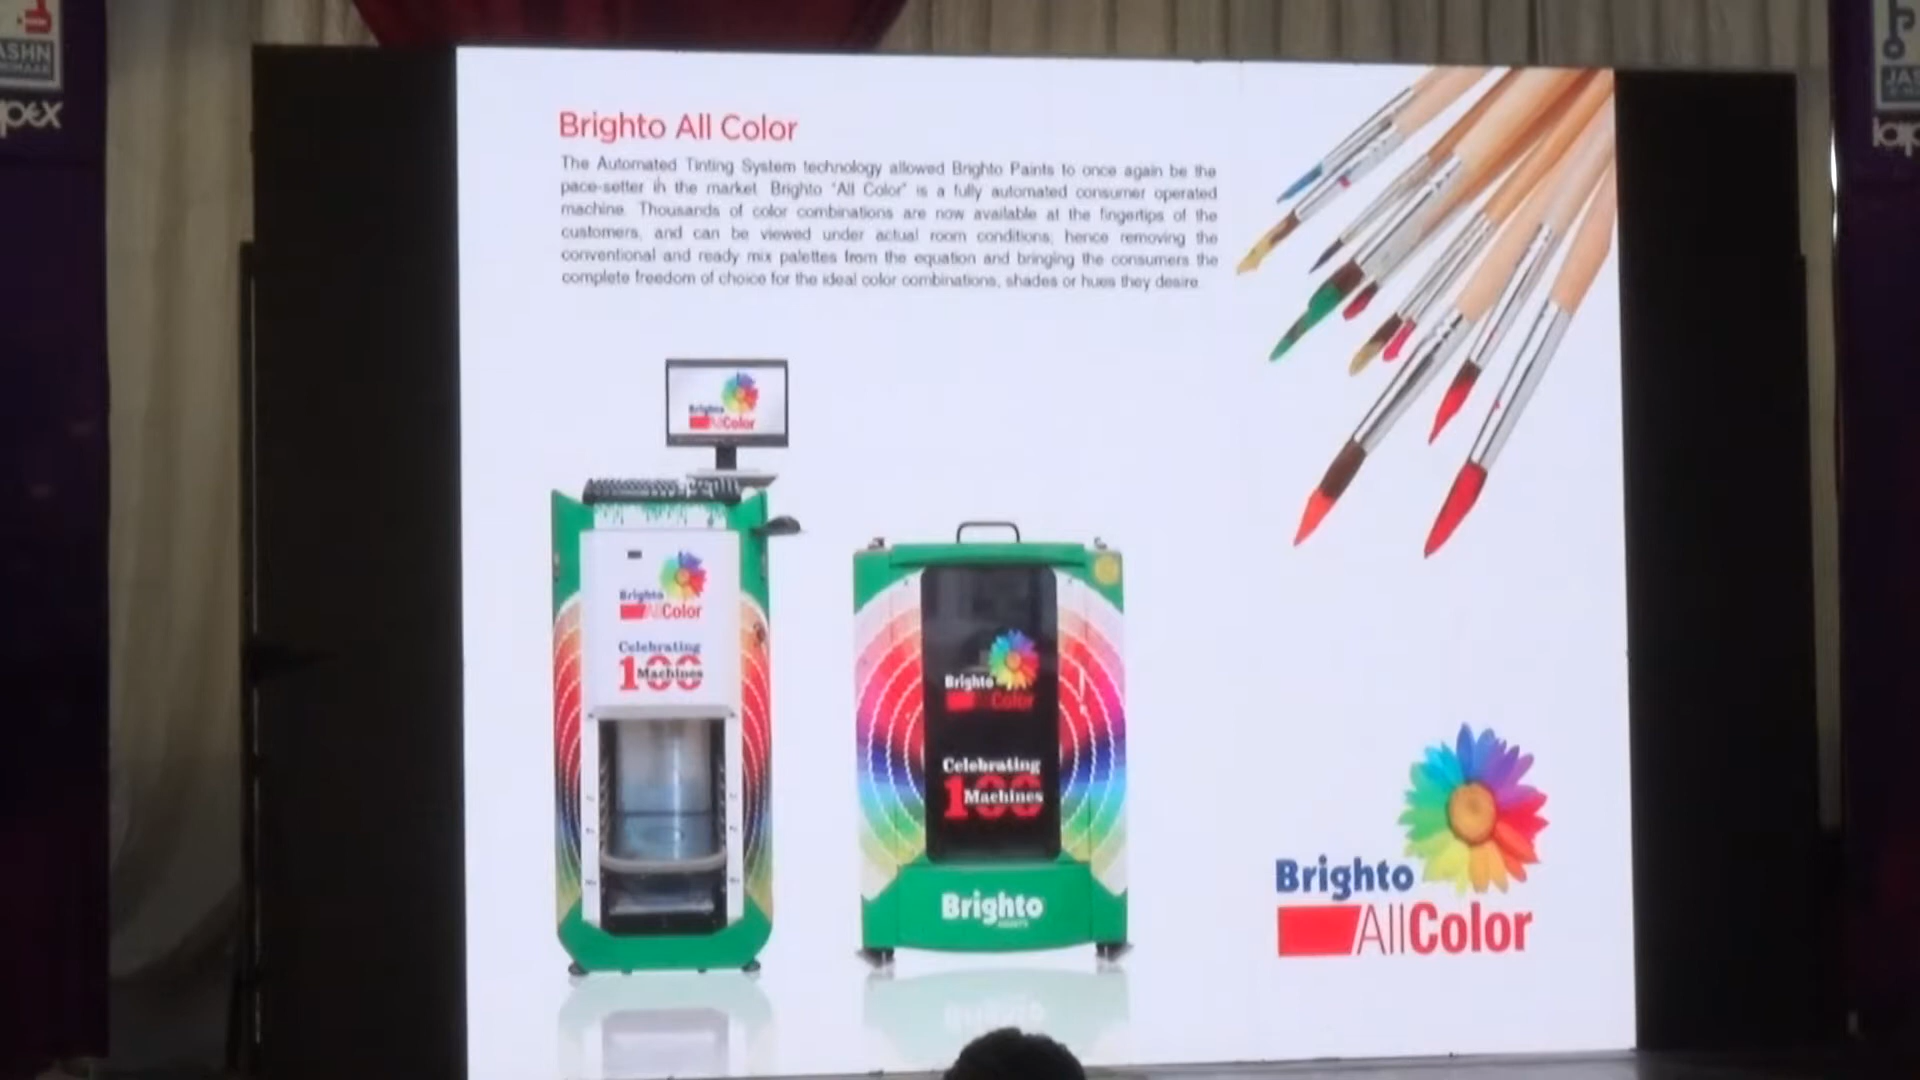 ASHN
apex
JAS
lap
Brighto All Color
The Automated Tinting System technology allowed Brighto Paints to once again be the
pace-setter in the market. Brighto "All Color" is a fully automated consumer operated
machine. Thousands of color combinations are now available at the fingertips of the
customers, and can be viewed under actual room conditions, hence removing the
conventional and ready mix palettes from the equation and bringing the consumers the
complete freedom of choice for the ideal color combinations, shades or hues they desire.
Brighto
AllColor
Brighto
AllColor
Celebrating
100
Machines
Brighto
Color
Celebrating
100
Machines
Brighto
Brighto
AllColor